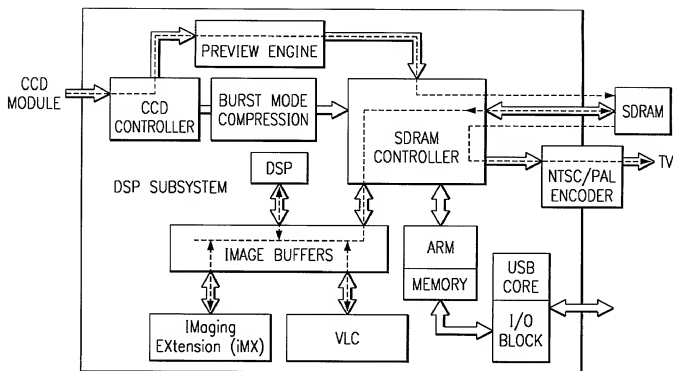 PREVIEW ENGINE
CCD
MODULE
CCD
CONTROLLER
BURST MODE
COMPRESSION
SDRAM
CONTROLLER
SDRAM
NTSC/PAL
ENCODER
TV
DSP
DSP SUBSYSTEM
IMAGE BUFFERS
ARM
MEMORY
USB
CORE
I/O
BLOCK
IMaging
EXtension (iMX)
VLC